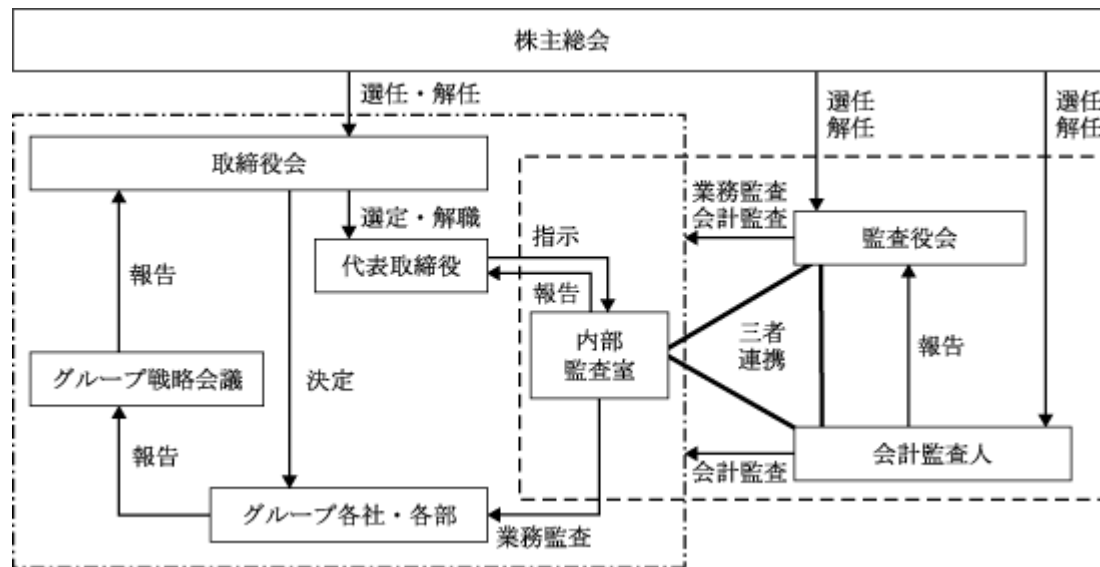 株主総会
選任・解任
選任
解任
選任
解任
取締役会
業務監査
会計監査
選定・解職
監査役会
指示
代表取締役
報告
報告
内部
監査室
三者
連携
報告
グループ戦略会議
決定
報告
会計監査人
会計監査
グループ各社・各部
業務監査